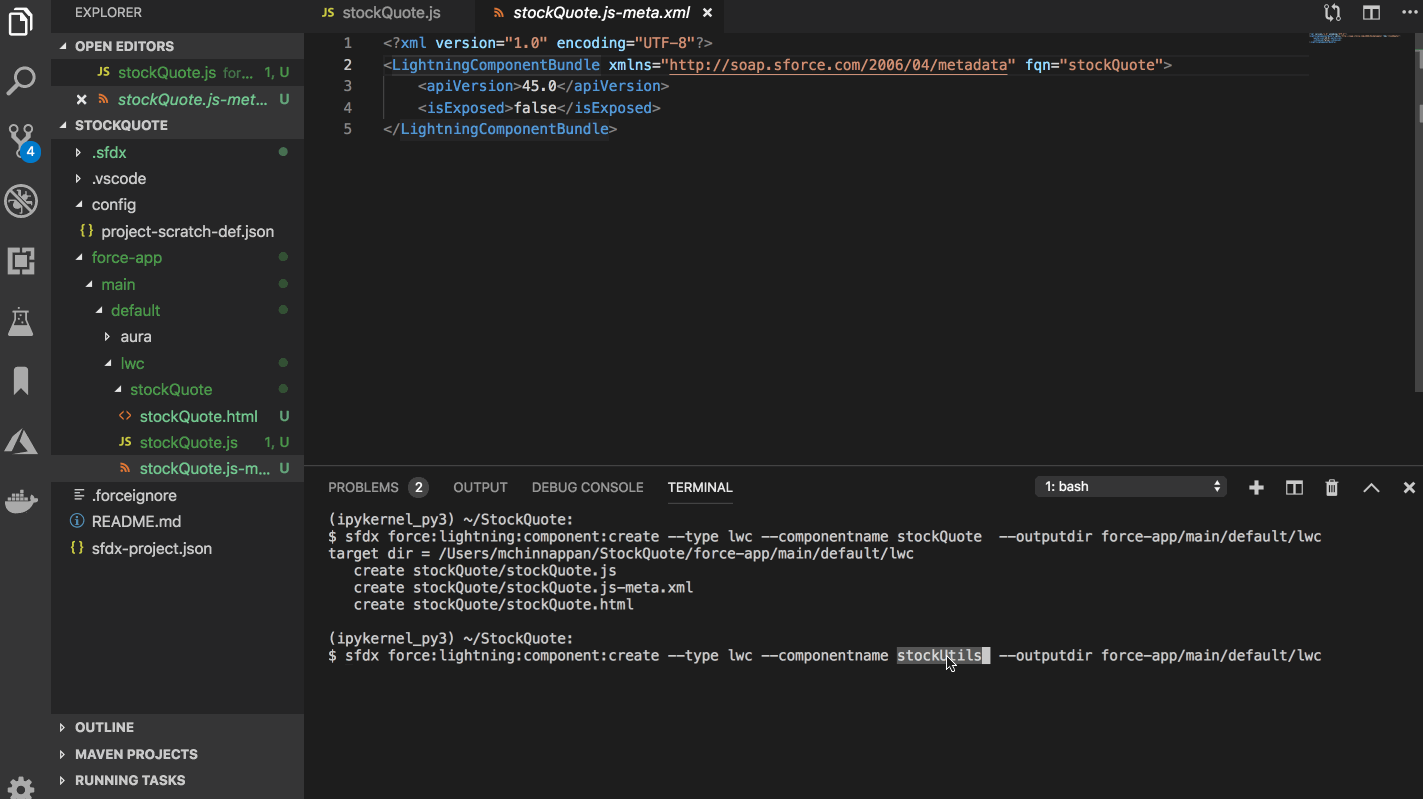 EXPLORER
OPEN EDITORS
JS stockQuote.js for... 1, U
stockQuote.js-met... U
STOCKQUOTE
.sfdx
.vscode
config
{} project-scratch-def.json
force-app
main
default
aura
lwc
stockQuote
<> stockQuote.html U
JS stockQuote.js 1, U
stockQuote.js-m... U
.forceignore
README.md
{} sfdx-project.json
OUTLINE
MAVEN PROJECTS
RUNNING TASKS
4
JS stockQuote.js
stockQuote.js-meta.xml
1 <?xml version="1.0" encoding="UTF-8"?>
2 <LightningComponentBundle xmlns="http://soap.sforce.com/2006/04/metadata" fqn="stockQuote">
3 <apiVersion>45.0</apiVersion>
4 <isExposed>false</isExposed>
5 </LightningComponentBundle>
PROBLEMS 2 OUTPUT DEBUG CONSOLE TERMINAL 1: bash
(ipykernel_py3) ~/StockQuote:
$ sfdx force:lightning:component:create --type lwc --componentname stockQuote --outputdir force-app/main/default/lwc
target dir = /Users/mchinnappan/StockQuote/force-app/main/default/lwc
create stockQuote/stockQuote.js
create stockQuote/stockQuote.js-meta.xml
create stockQuote/stockQuote.html
(ipykernel_py3) ~/StockQuote:
$ sfdx force:lightning:component:create --type lwc --componentname stockUtils --outputdir force-app/main/default/lwc